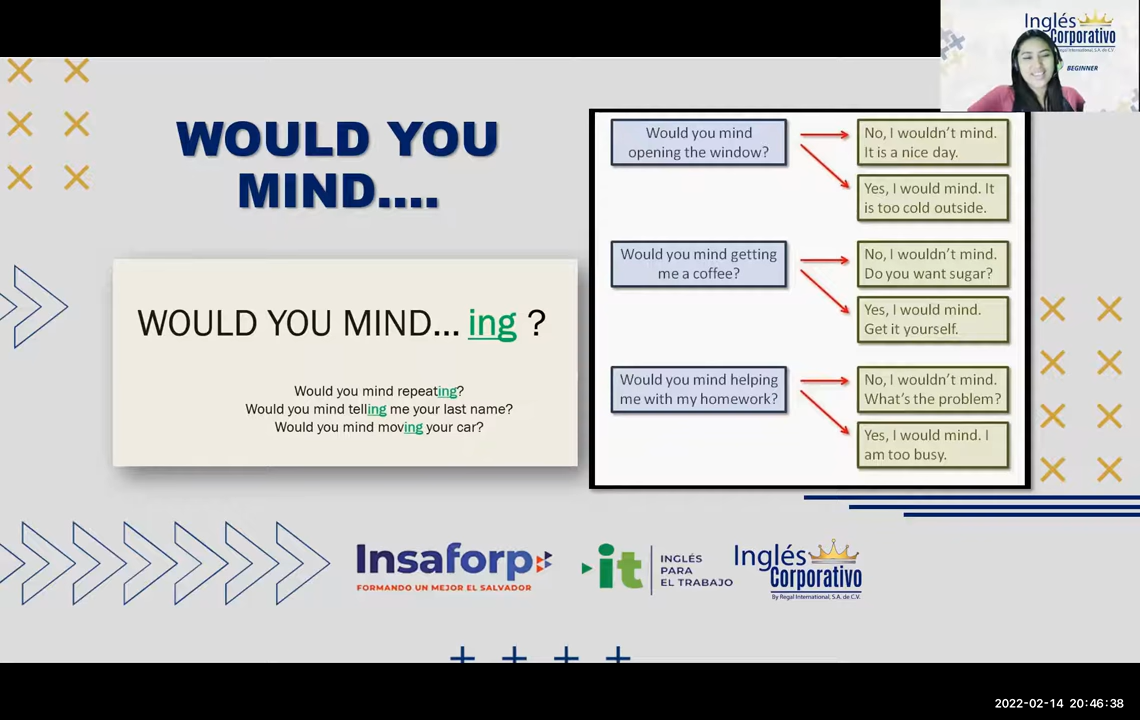 Inglés
Corporativo
By Regal International, S.A. de C.V.
BEGINNER
WOULD YOU
MIND....
WOULD YOU MIND... ing ?
Would you mind repeating?
Would you mind telling me your last name?
Would you mind moving your car?
Would you mind
opening the window?
No, I wouldn't mind.
It is a nice day.
Yes, I would mind. It
is too cold outside.
Would you mind getting
me a coffee?
No, I wouldn't mind.
Do you want sugar?
Yes, I would mind.
Get it yourself.
Would you mind helping
me with my homework?
No, I wouldn't mind.
What's the problem?
Yes, I would mind. I
am too busy.
Insaforp
FORMANDO UN MEJOR EL SALVADOR
it
INGLÉS
PARA
EL TRABAJO
Inglés
Corporativo
By Regal International, S.A. de C.V.
2022-02-14 20:46:38